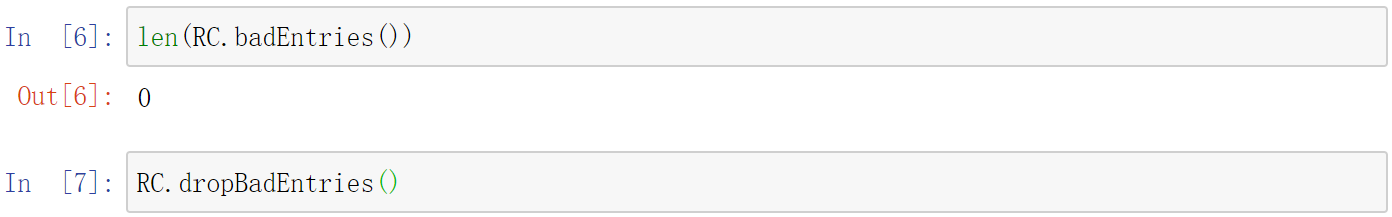 In [6]: len(RC.badEntries())
Out[6]: 0
In [7]: RC.dropBadEntries()